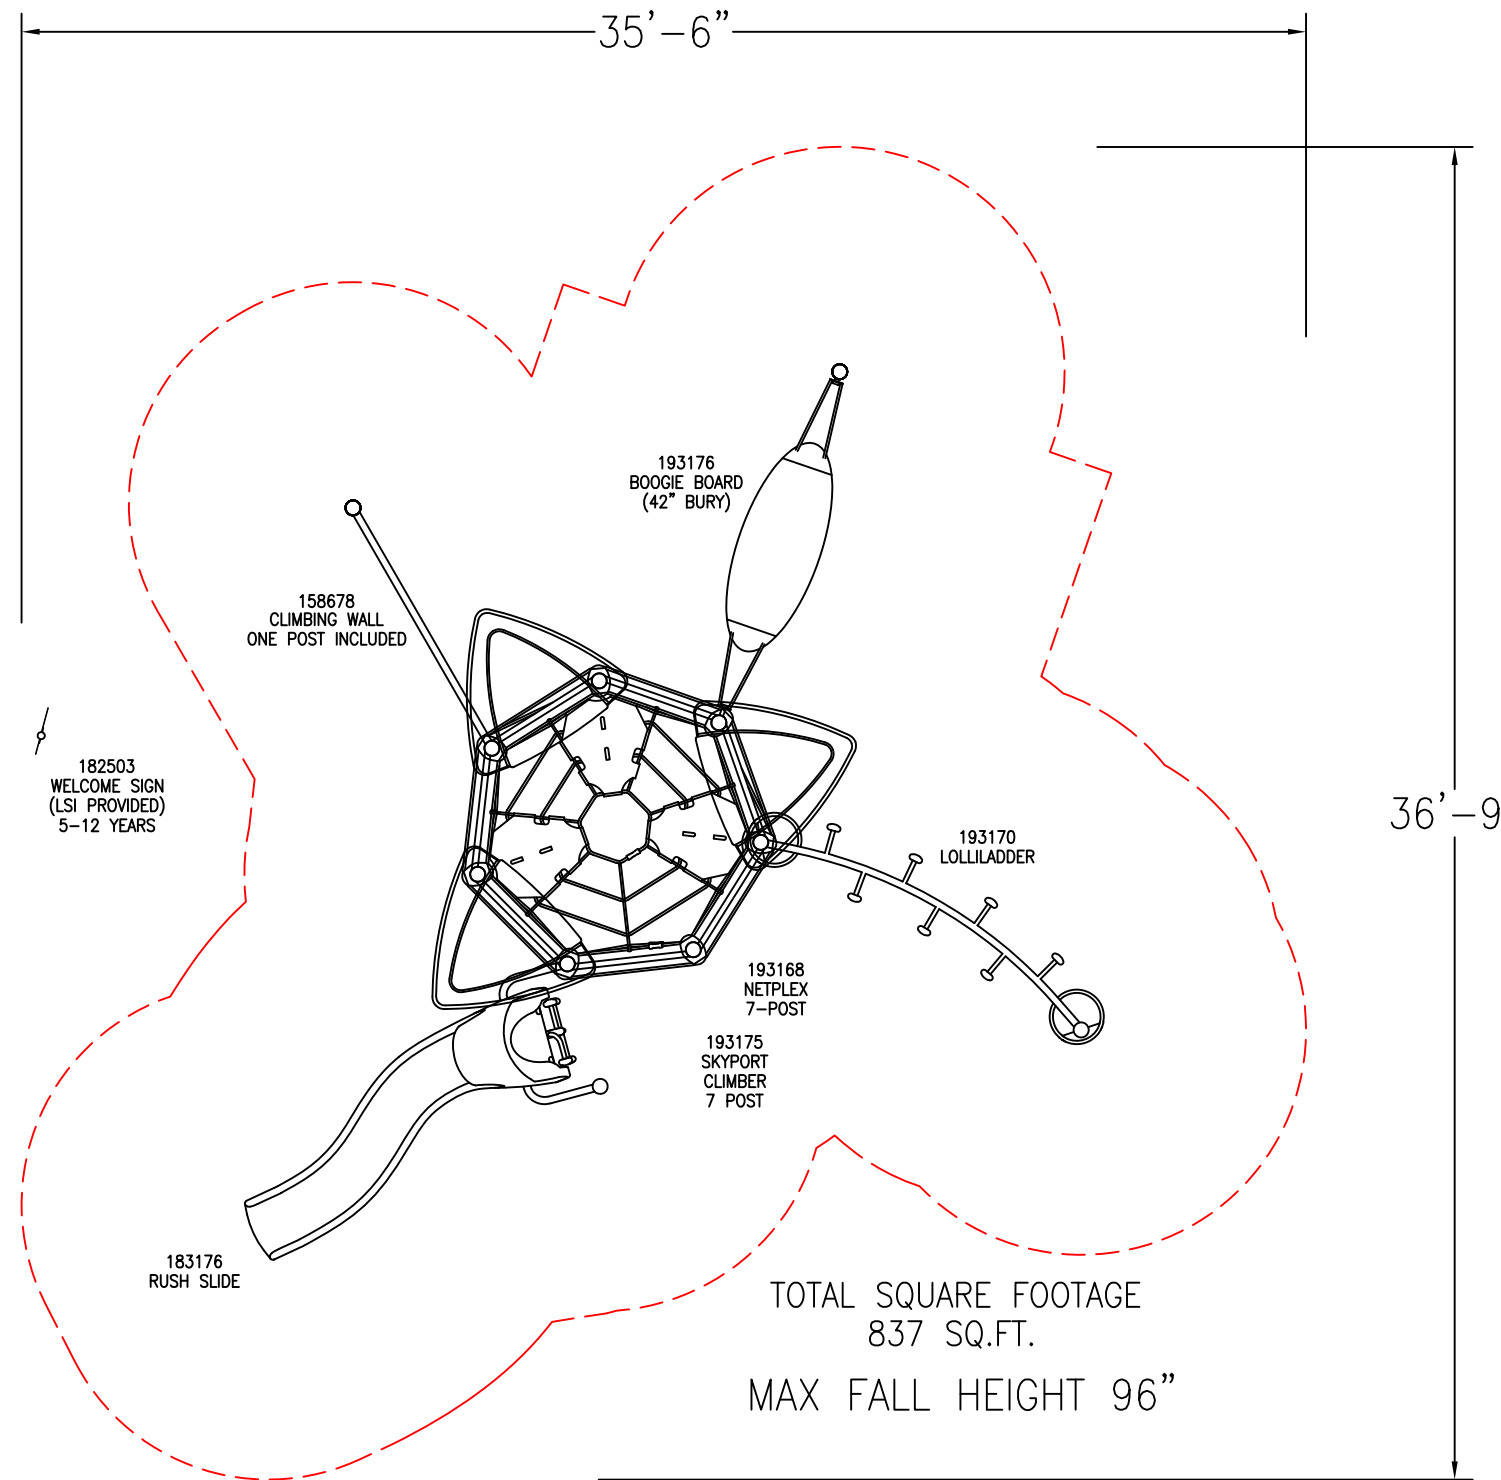 35'-6"
193176
BOOGIE BOARD
(42" BURY)
158678
CLIMBING WALL
ONE POST INCLUDED
182503
WELCOME SIGN
(LSI PROVIDED)
5-12 YEARS
36'-9
193170
LOLLILADDER
193168
NETPLEX
7-POST
193175
SKYPORT
CLIMBER
7 POST
183176
RUSH SLIDE
TOTAL SQUARE FOOTAGE
837 SQ.FT.
MAX FALL HEIGHT 96"